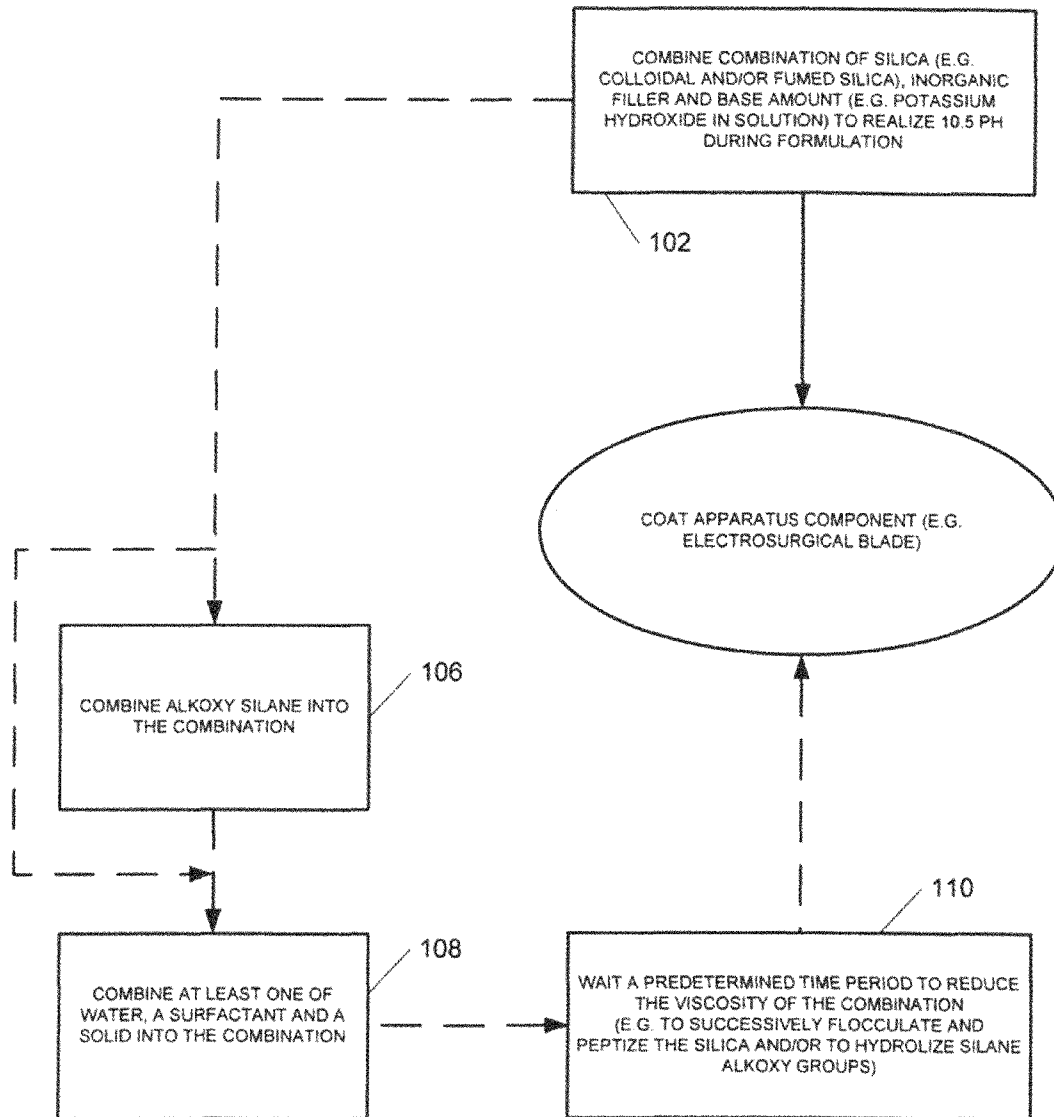 COMBINE COMBINATION OF SILICA (E.G.
COLLOIDAL AND/OR FUMED SILICA), INORGANIC
FILLER AND BASE AMOUNT (E.G. POTASSIUM
HYDROXIDE IN SOLUTION) TO REALIZE 10.5 PH
DURING FORMULATION
102
COAT APPARATUS COMPONENT (E.G.
ELECTROSURGICAL BLADE)
106
COMBINE ALKOXY SILANE INTO
THE COMBINATION
108
COMBINE AT LEAST ONE OF
WATER, A SURFACTANT AND A
SOLID INTO THE COMBINATION
110
WAIT A PREDETERMINED TIME PERIOD TO REDUCE
THE VISCOSITY OF THE COMBINATION
(E.G. TO SUCCESSIVELY FLOCCULATE AND
PEPTIZE THE SILICA AND/OR TO HYDROLIZE SILANE
ALKOXY GROUPS)